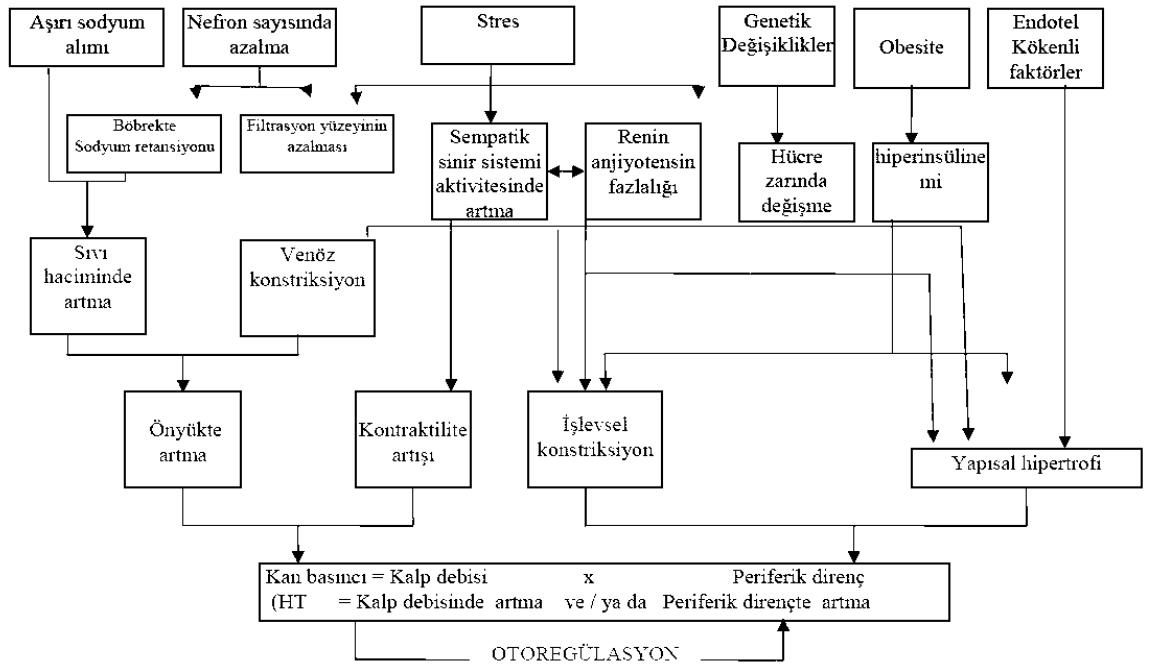 Aşırı sodyum
alımı
Nefron sayısında
azalma
Stres
Genetik
Değişiklikler
Obesite
Endotel
Kökenli
faktörler
Böbrekte
Sodyum retansiyonu
Filtrasyon yüzeyinin
azalması
Sempatik
sinir sistemi
aktivitesinde
artma
Renin
anjiyotensin
fazlalığı
Hücre
zarında
değişme
hiperinsüline
mi
Sıvı
haciminde
artma
Venöz
konstriksiyon
Önyükte
artma
Kontraktilite
artışı
İşlevsel
konstriksiyon
Yapısal hipertrofi
Kan basıncı = Kalp debisi x Periferik direnç
(HT = Kalp debisinde artma ve / ya da Periferik dirençte artma
OTOREGÜLASYON